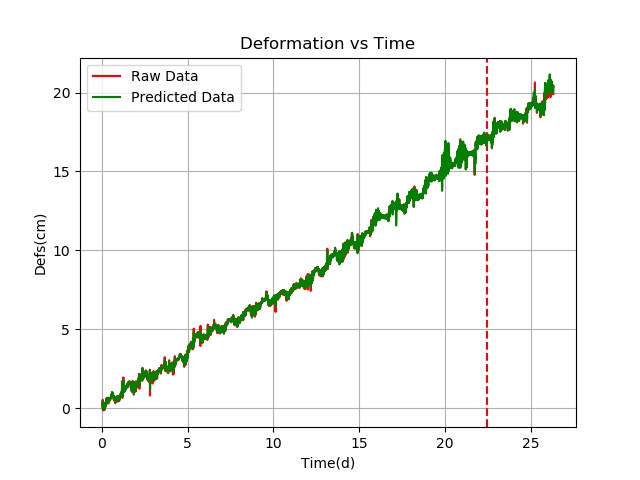 Deformation vs Time
Raw Data
Predicted Data
20
15
10
5
0
Defs(cm)
0 5 10 15 20 25
Time(d)